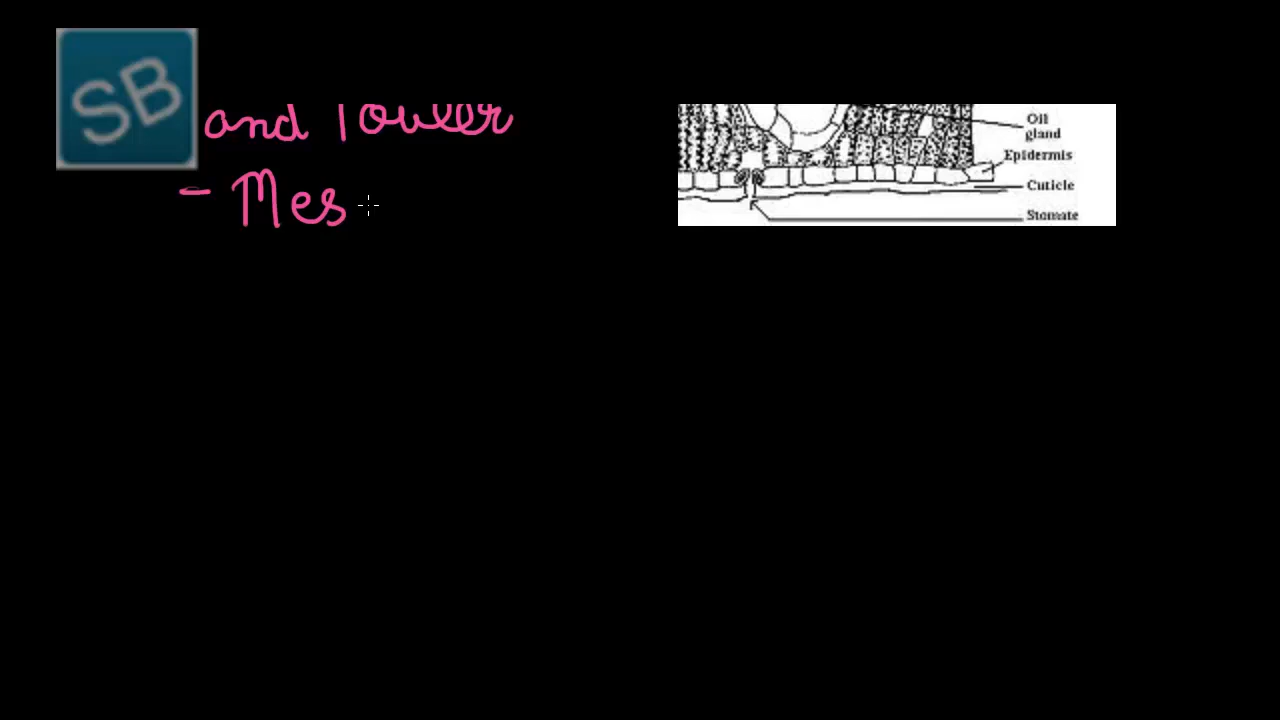 SB
and lower
- Mes
Oil
gland
Epidermis
Cuticle
Stomate